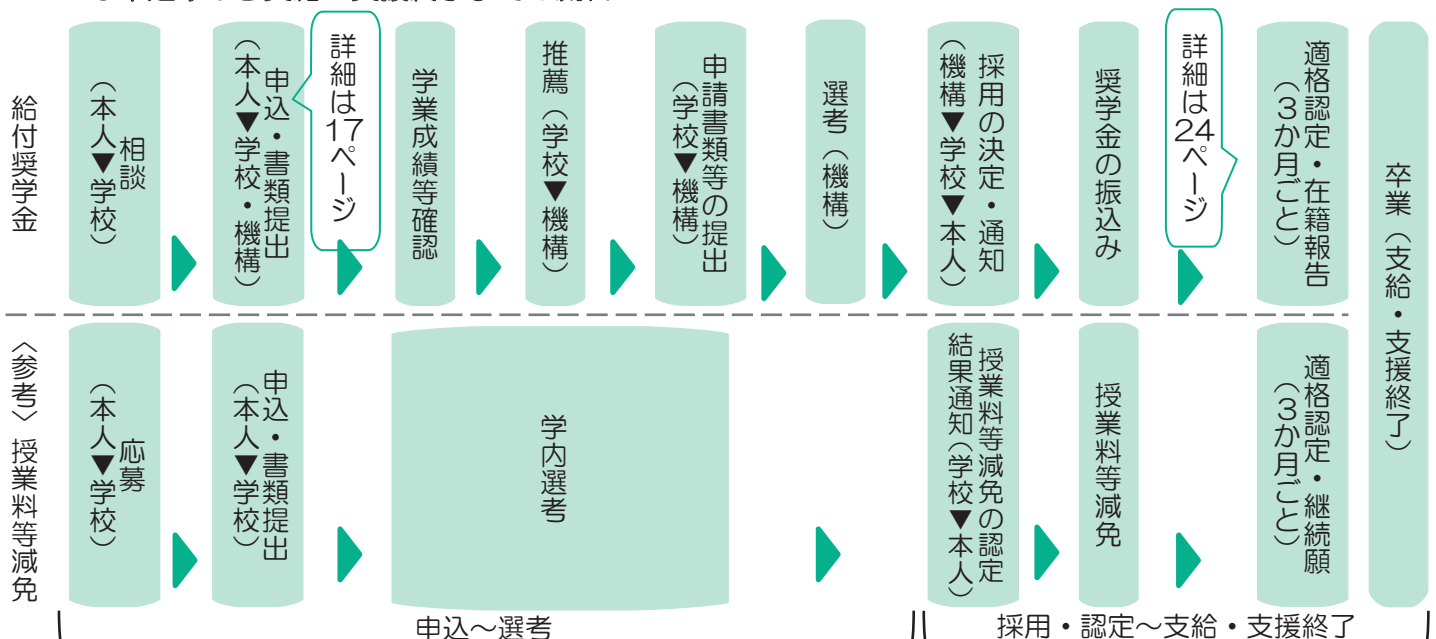 給付奨学金
相談
（本人▼学校）
申込・書類提出
（本人▼学校・機構）
詳細は17ページ
学業成績等確認
推薦（学校▼機構）
申請書類等の提出
（学校▼機構）
選考（機構）
採用の決定・通知
（機構▼学校▼本人）
奨学金の振込み
詳細は24ページ
適格認定・在籍報告
（3か月ごと）
卒業（支給・支援終了）
〈参考〉授業料等減免
応募
（本人▼学校）
申込・書類提出
（本人▼学校）
学内選考
授業料等減免の認定
結果通知（学校▼本人）
授業料等減免
適格認定・継続願
（3か月ごと）
申込～選考
採用・認定～支給・支援終了